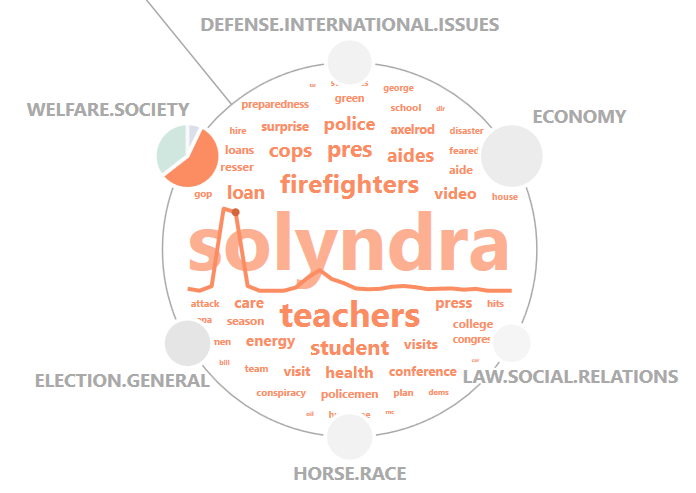 DEFENSE.INTERNATIONAL.ISSUES
george
preparedness green school dir
WELFARE.SOCIETY
ECONOMY
hire surprise police axelrod disaster
loans cops pres aides feared
resser aide
gop loan firefighters video house
solyndra
attack care teachers press hits
season college
energy student visits
bill team visit health conference
ELECTION.GENERAL
LAW.SOCIAL.RELATIONS
conspiracy policemen plan dems
HORSE.RACE